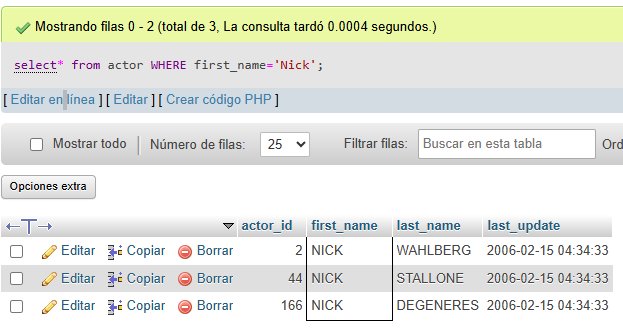 Mostrando filas 0 - 2 (total de 3, La consulta tardó 0.0004 segundos.)
select* from actor WHERE first_name='Nick';
[ Editar en línea ] [ Editar ] [ Crear código PHP ]
Mostrar todo Número de filas: 25 Filtrar filas: Buscar en esta tabla Ord
Opciones extra
actor_id first_name last_name last_update
Editar Copiar Borrar 2 NICK WAHLBERG 2006-02-15 04:34:33
Editar Copiar Borrar 44 NICK STALLONE 2006-02-15 04:34:33
Editar Copiar Borrar 166 NICK DEGENERES 2006-02-15 04:34:33